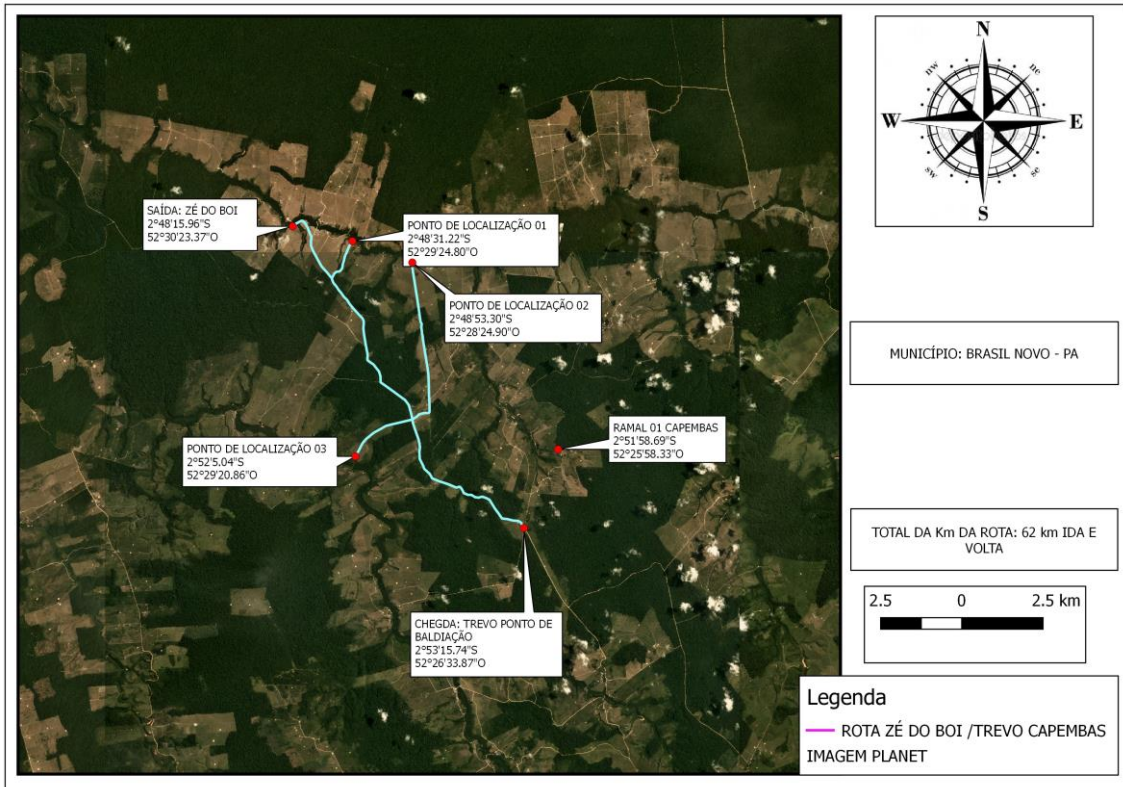 SAÍDA: ZÉ DO BOI
2°48'15.96"S
52°30'23.37"O
PONTO DE LOCALIZAÇÃO 01
2°48'31.22"S
52°29'24.80"O
PONTO DE LOCALIZAÇÃO 02
2°48'53.30"S
52°28'24.90"O
PONTO DE LOCALIZAÇÃO 03
2°52'5.04"S
52°29'20.86"O
RAMAL 01 CAPEMBAS
2°51'58.69"S
52°25'58.33"O
CHEGDA: TREVO PONTO DE
BALDIAÇÃO
2°53'15.74"S
52°26'33.87"O
N
nw
ne
W
E
sw
se
S
MUNICÍPIO: BRASIL NOVO - PA
TOTAL DA Km DA ROTA: 62 km IDA E
VOLTA
2.5 0 2.5 km
Legenda
ROTA ZÉ DO BOI /TREVO CAPEMBAS
IMAGEM PLANET